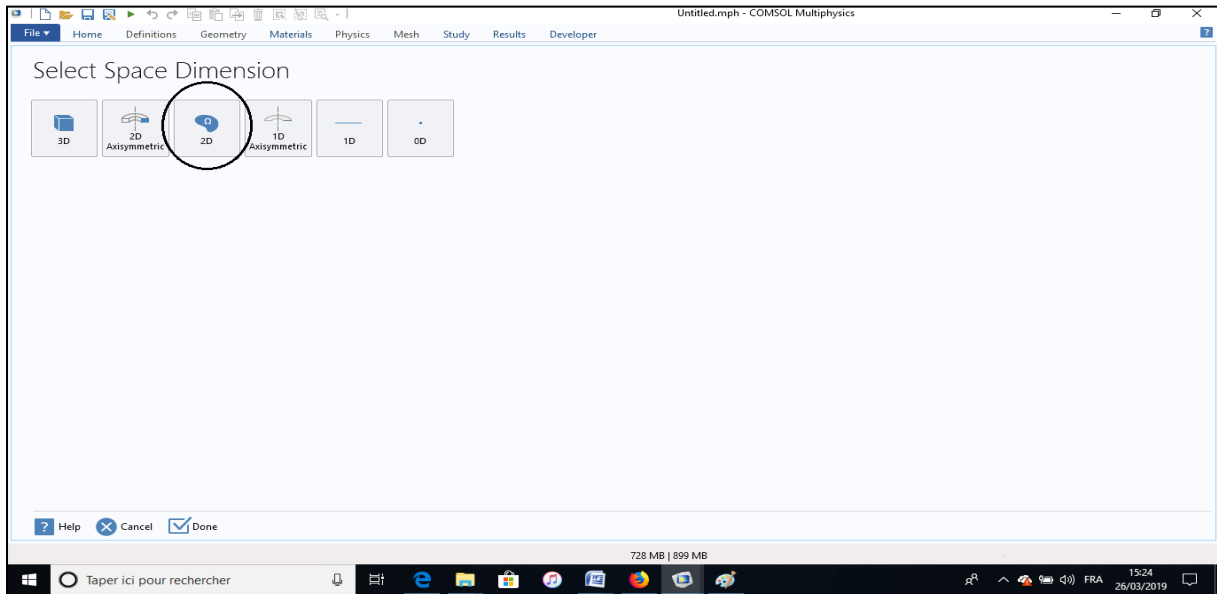 Untitled.mph - COMSOL Multiphysics
File Home Definitions Geometry Materials Physics Mesh Study Results Developer ?
Select Space Dimension
3D
2D
Axisymmetric
Ω
2D
1D
Axisymmetric
1D
0D
? Help Cancel Done
728 MB | 899 MB
Taper ici pour rechercher
FRA
15:24
26/03/2019